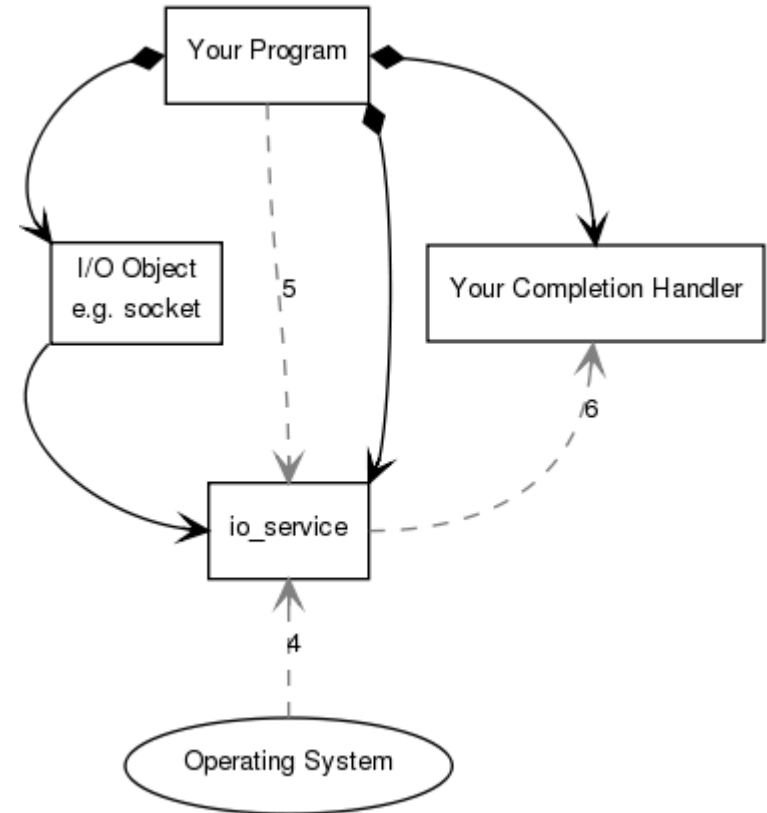 Your Program
I/O Object
e.g. socket
5
Your Completion Handler
6
io_service
4
Operating System